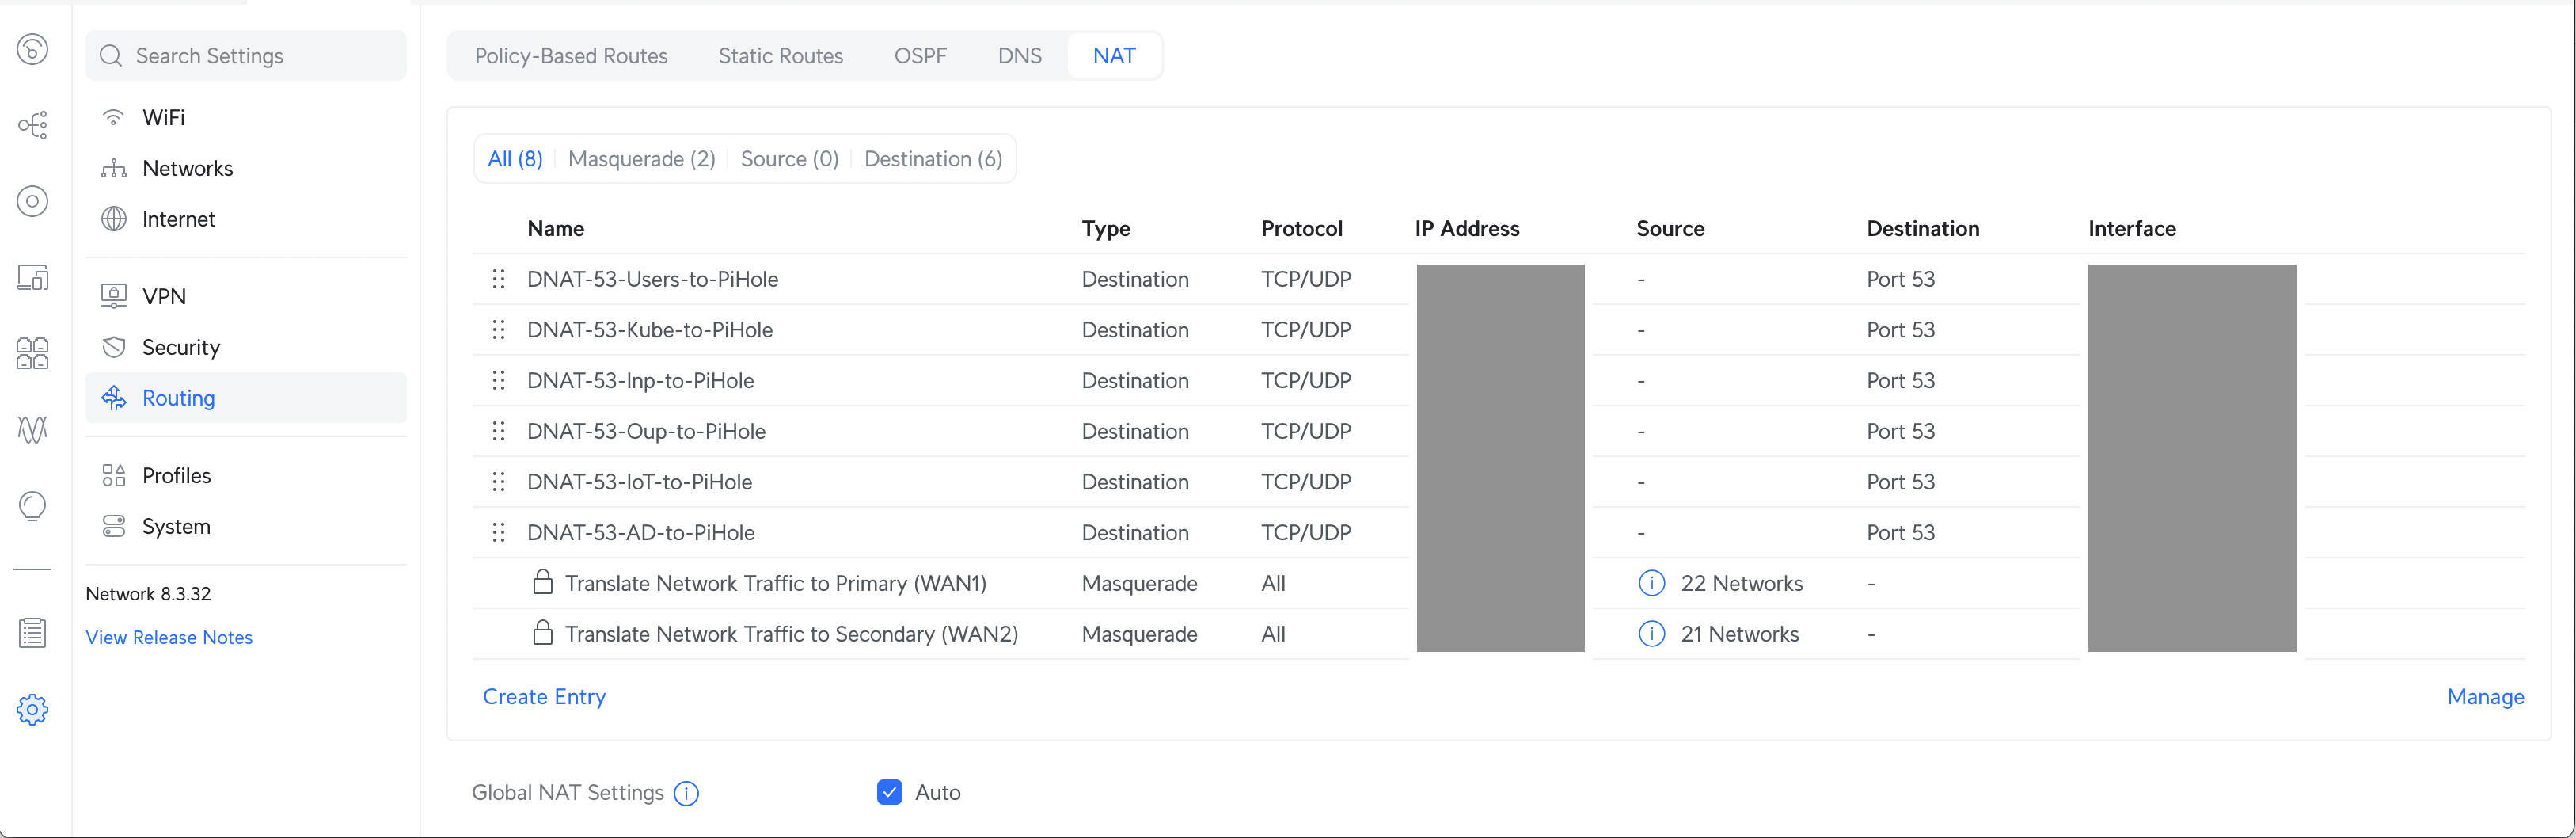 Search Settings
WiFi
Networks
Internet
VPN
Security
Routing
Profiles
System
Network 8.3.32
View Release Notes
Policy-Based Routes Static Routes OSPF DNS NAT
All (8) Masquerade (2) Source (0) Destination (6)
Name Type Protocol IP Address Source Destination Interface
DNAT-53-Users-to-PiHole Destination TCP/UDP - Port 53
DNAT-53-Kube-to-PiHole Destination TCP/UDP - Port 53
DNAT-53-Inp-to-PiHole Destination TCP/UDP - Port 53
DNAT-53-Oup-to-PiHole Destination TCP/UDP - Port 53
DNAT-53-IoT-to-PiHole Destination TCP/UDP - Port 53
DNAT-53-AD-to-PiHole Destination TCP/UDP - Port 53
Translate Network Traffic to Primary (WAN1) Masquerade All 22 Networks -
Translate Network Traffic to Secondary (WAN2) Masquerade All 21 Networks -
Create Entry Manage
Global NAT Settings Auto